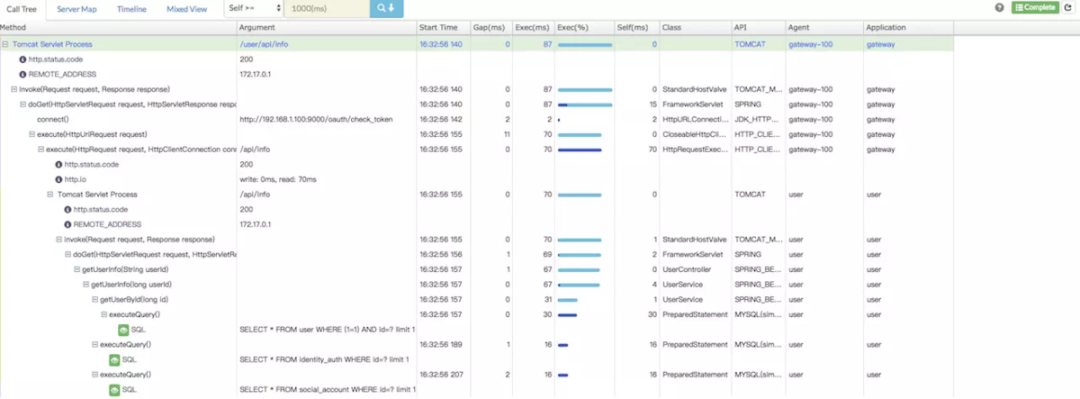 Call Tree Server Map Timeline Mixed View Self >= 1000(ms) Complete
Method Argument Start Time Gap(ms) Exec(ms) Exec(%) Self(ms) Class API Agent Application
Tomcat Servlet Process /user/api/info 16:32:56 140 0 87 0 TOMCAT gateway-100 gateway
http.status.code 200
REMOTE_ADDRESS 172.17.0.1
invoke(Request request, Response response) 16:32:56 140 0 87 0 StandardHostValve TOMCAT_M... gateway-100 gateway
doGet(HttpServletRequest request, HttpServletResponse respo 16:32:56 140 0 87 15 FrameworkServlet SPRING gateway-100 gateway
connect() http://192.168.1.100:9000/oauth/check_token 16:32:56 142 2 2 2 HttpURLConnecti... JDK_HTTP... gateway-100 gateway
execute(HttpUriRequest request) 16:32:56 155 11 70 0 CloseableHttpCli... HTTP_CLIE... gateway-100 gateway
execute(HttpRequest request, HttpClientConnection conn /api/info 16:32:56 155 0 70 70 HttpRequestExec... HTTP_CLIE... gateway-100 gateway
http.status.code 200
http.io write: 0ms, read: 70ms
Tomcat Servlet Process /api/info 16:32:56 155 0 70 0 TOMCAT user user
http.status.code 200
REMOTE_ADDRESS 172.17.0.1
invoke(Request request, Response response) 16:32:56 155 0 70 1 StandardHostValve TOMCAT_M... user user
doGet(HttpServletRequest request, HttpServletR 16:32:56 156 1 69 2 FrameworkServlet SPRING user user
getUserInfo(String userId) 16:32:56 157 1 67 0 UserController SPRING_BE... user user
getUserInfo(long userId) 16:32:56 157 0 67 4 UserService SPRING_BE... user user
getUserById(long id) 16:32:56 157 0 31 1 UserService SPRING_BE... user user
executeQuery() 16:32:56 157 0 30 30 PreparedStatement MYSQL(sim... user user
SQL SELECT * FROM user WHERE (1=1) AND id=? limit 1
executeQuery() 16:32:56 189 1 16 16 PreparedStatement MYSQL(sim... user user
SQL SELECT * FROM identity_auth WHERE id=? limit 1
executeQuery() 16:32:56 207 2 16 16 PreparedStatement MYSQL(sim... user user
SQL SELECT * FROM social_account WHERE id=? limit 1